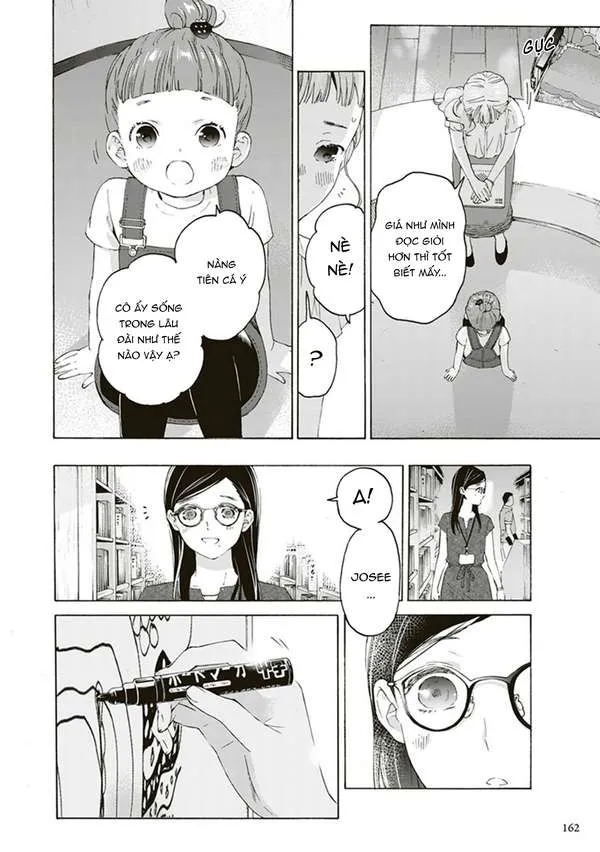 GỤC
GIÁ NHƯ MÌNH
ĐỌC GIỎI
HƠN THÌ TỐT
BIẾT MẤY...
NÈ
NÈ!
?
NÀNG
TIÊN CÁ Ý
CÔ ẤY SỐNG
TRONG LÂU
ĐÀI NHƯ THẾ
NÀO VẬY Ạ?
A!
JOSEE
...
162